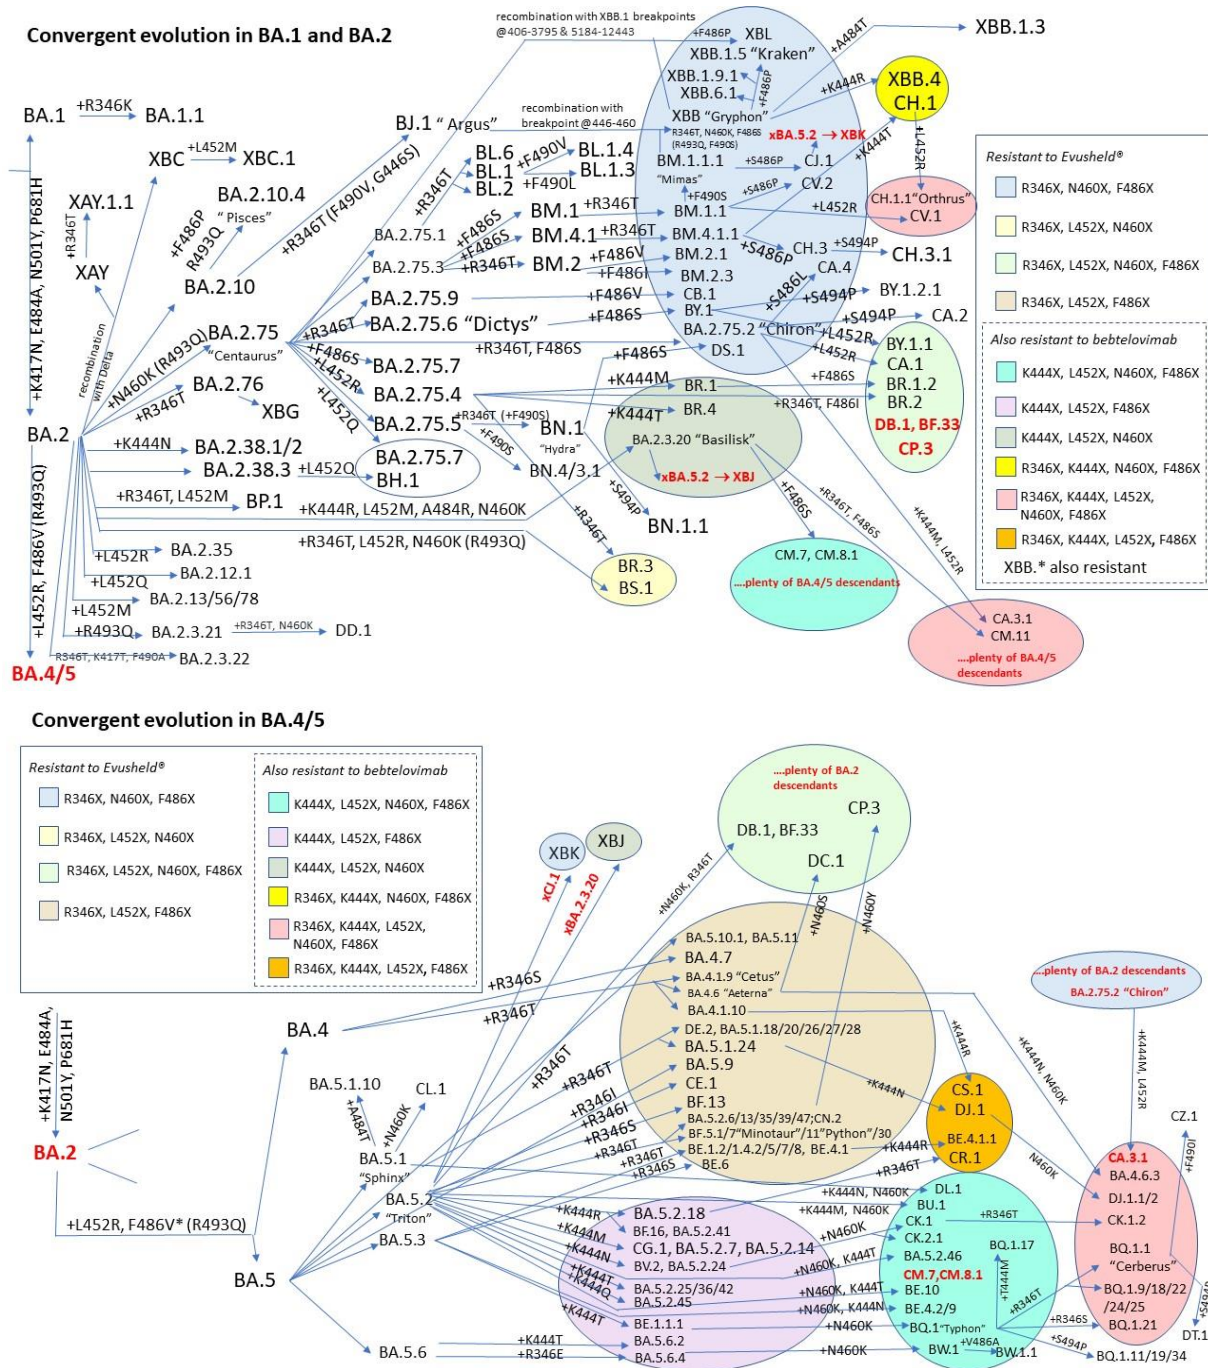 Convergent evolution in BA.1 and BA.2
recombination with XBB.1 breakpoints
@406-3795 & 5184-12443
+F486P
XBL
XBB.1.5 “Kraken”
+A484T
XBB.1.3
XBB.1.9.1
XBB.6.1
+F486P
+K444R
XBB.4
CH.1
BA.1
+R346K
BA.1.1
BJ.1 “Argus”
recombination with
breakpoint @446-460
XBB “Gryphon”
R346T, N460K, F486S
(R493Q, F490S)
xBA.5.2 → XBK
+K444T
+L452R
XBC
+L452M
XBC.1
BL.6
BL.1
BL.2
+R346T
+F490V
BL.1.4
+F490L
BL.1.3
BM.1.1.1
“Mimas”
+S486P
CJ.1
CV.2
+F490S
+S486P
CH.1.1“Orthrus”
CV.1
+K417N, E484A, N501Y, P681H
XAY.1.1
+R346T
XAY
BA.2.10.4
“Pisces”
+F486P
R493Q
+R346T (F490V, G446S)
BA.2.10
BA.2.75.1
BA.2.75.3
+F486S
+F486S
+R346T
BM.1
+R346T
BM.4.1
+R346T
BM.2
+F486V
+F486I
BM.1.1
+L452R
BM.4.1.1
+S486P
BM.2.1
BM.2.3
CH.3
+S494P
CH.3.1
CA.4
+S486L
BA.2.75.9
+F486V
CB.1
BY.1
+S494P
BY.1.2.1
+R346T
BA.2.75.6 “Dictys”
+F486S
BA.2.75.2 “Chiron”
+S494P
CA.2
+R346T, F486S
DS.1
+L452R
+L452R
BY.1.1
CA.1
BR.1.2
BR.2
DB.1, BF.33
CP.3
recombination
with Delta
BA.2.75
“Centaurus”
+N460K (R493Q)
+R346T
BA.2.76
XBG
+F486S
+L452R
+L452Q
BA.2.75.7
BA.2.75.4
BA.2.75.5
+F486S
+K444M
BR.1
+F486S
+K444T
BR.4
+R346T, F486I
+R346T (+F490S)
BN.1
“Hydra”
+F490S
BN.4/3.1
BA.2.3.20 “Basilisk”
xBA.5.2 → XBJ
BA.2
+K444N
BA.2.38.1/2
BA.2.38.3
+L452Q
BA.2.75.7
BH.1
+R346T, L452M
BP.1
+K444R, L452M, A484R, N460K
+R346T, L452R, N460K (R493Q)
+S494P
BN.1.1
+R346T
+F486S
+R346T, F486S
+K444M, L452R
+L452R
BA.2.35
+L452Q
BA.2.12.1
+L452M
BA.2.13/56/78
+R493Q
BA.2.3.21
+R346T, N460K
DD.1
R346T, K417T, F490A
BA.2.3.22
+L452R, F486V (R493Q)
BA.4/5
BR.3
BS.1
CM.7, CM.8.1
....plenty of BA.4/5 descendants
CA.3.1
CM.11
....plenty of BA.4/5
descendants
Resistant to Evusheld®
R346X, N460X, F486X
R346X, L452X, N460X
R346X, L452X, N460X, F486X
R346X, L452X, F486X
Also resistant to bebtelovimab
K444X, L452X, N460X, F486X
K444X, L452X, F486X
K444X, L452X, N460X
R346X, K444X, N460X, F486X
R346X, K444X, L452X,
N460X, F486X
R346X, K444X, L452X, F486X
XBB.* also resistant
Convergent evolution in BA.4/5
Resistant to Evusheld®
R346X, N460X, F486X
R346X, L452X, N460X
R346X, L452X, N460X, F486X
R346X, L452X, F486X
Also resistant to bebtelovimab
K444X, L452X, N460X, F486X
K444X, L452X, F486X
K444X, L452X, N460X
R346X, K444X, N460X, F486X
R346X, K444X, L452X,
N460X, F486X
R346X, K444X, L452X, F486X
XBK
XBJ
xCJ.1
xBA.2.3.20
....plenty of BA.2
descendants
CP.3
DB.1, BF.33
DC.1
+N460K, R346T
+N460S
+N460Y
BA.5.10.1, BA.5.11
BA.4.7
BA.4.1.9 “Cetus”
BA.4.6 “Aeterna”
BA.4.1.10
DE.2, BA.5.1.18/20/26/27/28
BA.5.1.24
BA.5.9
CE.1
BF.13
BA.5.2.6/13/35/39/47;CN.2
BF.5.1/7“Minotaur”/11“Python”/30
BE.1.2/1.4.2/5/7/8, BE.4.1
BE.6
+R346S
+R346T
BA.4
+R346T
+R346T
+R346I
+R346I
+R346S
+R346T
+R346T
+R346S
+K444R
+K444N
+K444R
+R346T
CS.1
DJ.1
BE.4.1.1
CR.1
....plenty of BA.2 descendants
BA.2.75.2 “Chiron”
+K444N, N460K
+K444M, L452R
N460K
CZ.1
+F490I
+K417N, E484A,
N501Y, P681H
BA.2
+L452R, F486V* (R493Q)
BA.5
BA.5.1.10
+A484T
CL.1
+N460K
BA.5.1
“Sphinx”
BA.5.2
“Triton”
BA.5.3
BA.5.6
+K444R
+K444M
+K444N
+K444T
+K444Q
+K444T
BA.5.2.18
BF.16, BA.5.2.41
CG.1, BA.5.2.7, BA.5.2.14
BV.2, BA.5.2.24
BA.5.2.25/36/42
BA.5.2.45
BE.1.1.1
BA.5.6.2
BA.5.6.4
+K444T
+R346E
+K444N, N460K
+K444M, N460K
+N460K
+N460K, K444T
+N460K, K444T
+N460K, K444N
+N460K
+N460K
DL.1
BU.1
CK.1
CK.2.1
BA.5.2.46
CM.7,CM.8.1
BE.10
BE.4.2/9
BQ.1“Typhon”
BW.1
+V486A
BW.1.1
BQ.1.17
+T444M
+R346T
+R346T
+R346S
+S494P
CA.3.1
BA.4.6.3
DJ.1.1/2
CK.1.2
BQ.1.1
“Cerberus”
BQ.1.9/18/22
/24/25
BQ.1.21
BQ.1.11/19/34
+S494P
DT.1